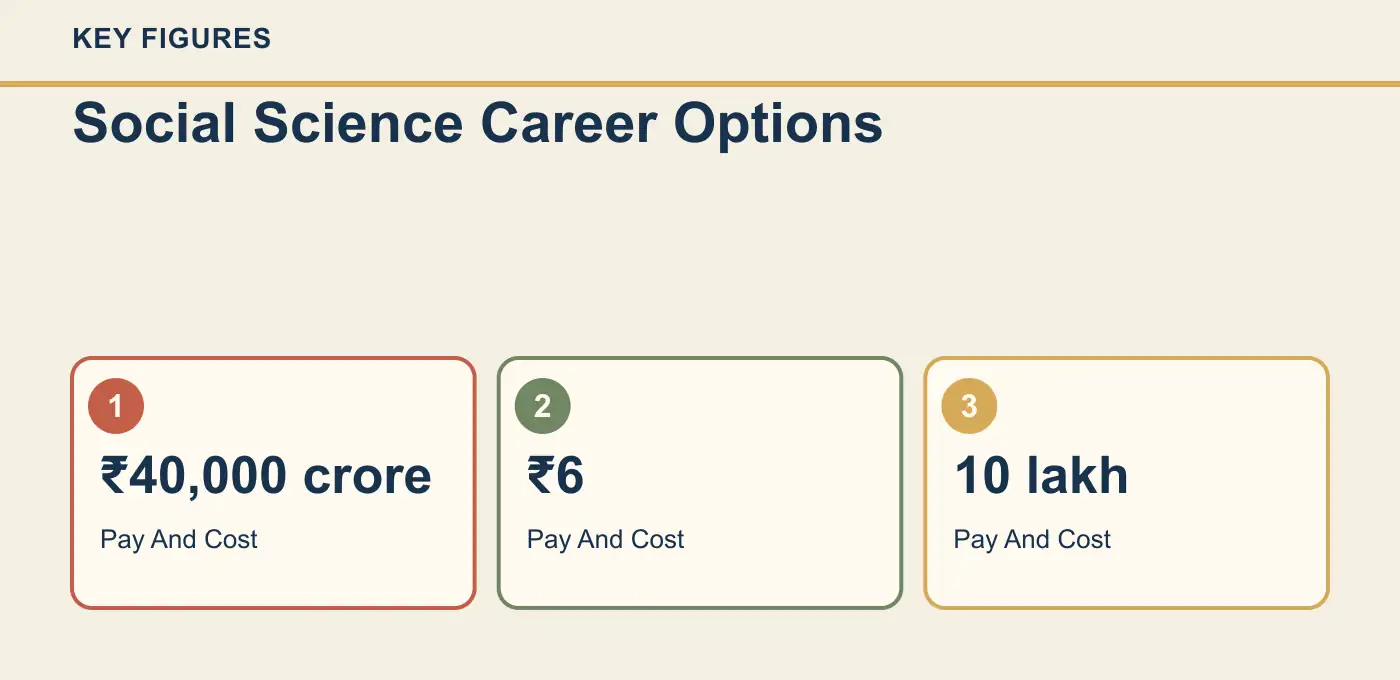 KEY FIGURES
Social Science Career Options
1
₹40,000 crore
Pay And Cost
2
₹6
Pay And Cost
3
10 lakh
Pay And Cost